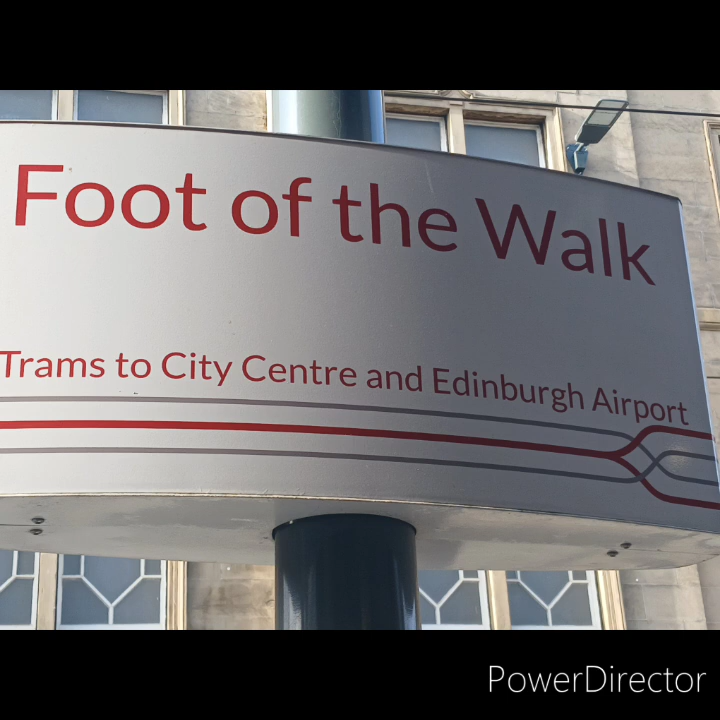 Foot of the Walk
Trams to City Centre and Edinburgh Airport
PowerDirector